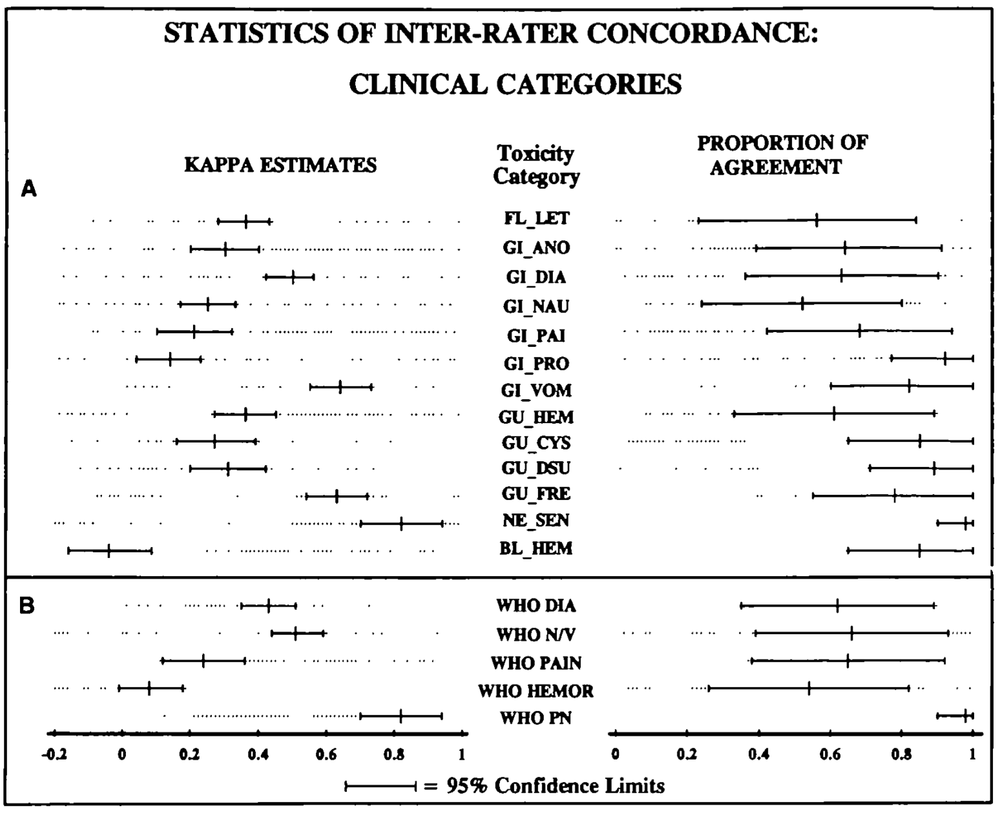 STATISTICS OF INTER-RATER CONCORDANCE:
CLINICAL CATEGORIES
KAPPA ESTIMATES
Toxicity
Category
PROPORTION OF
AGREEMENT
A
FL_LET
GI_ANO
GI_DIA
GI_NAU
GI_PAI
GI_PRO
GI_VOM
GU_HEM
GU_CYS
GU_DSU
GU_FRE
NE_SEN
BL_HEM
B
WHO DIA
WHO N/V
WHO PAIN
WHO HEMOR
WHO PN
-0.2 0 0.2 0.4 0.6 0.8 1
0 0.2 0.4 0.6 0.8 1
= 95% Confidence Limits